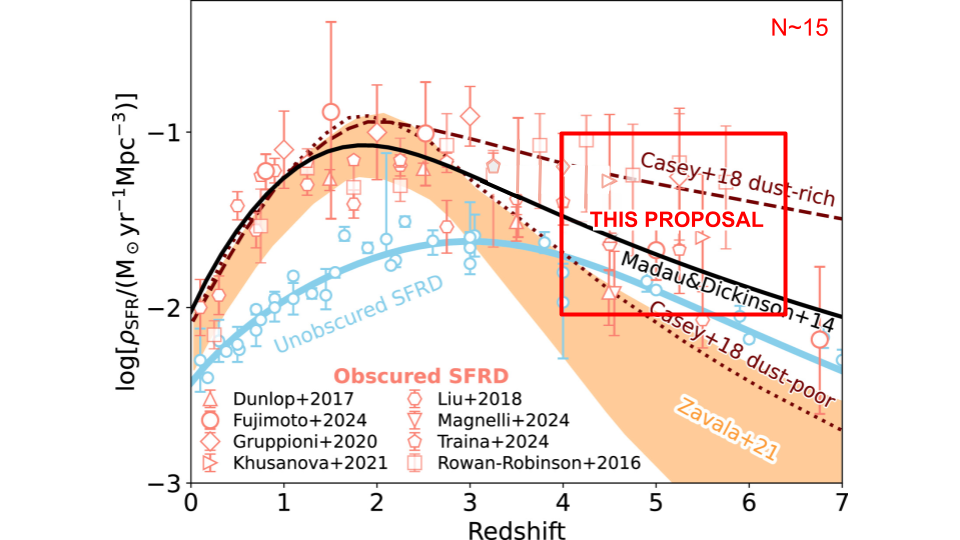 N~15
log[ρSFR/(M⊙ yr−1 Mpc−3)]
−1
−2
−3
Casey+18 dust-rich
THIS PROPOSAL
Madau&Dickinson+14
Casey+18 dust-poor
Unobscured SFRD
Zavala+21
Obscured SFRD
Dunlop+2017
Fujimoto+2024
Gruppioni+2020
Khusanova+2021
Liu+2018
Magnelli+2024
Traina+2024
Rowan-Robinson+2016
0 1 2 3 4 5 6 7
Redshift